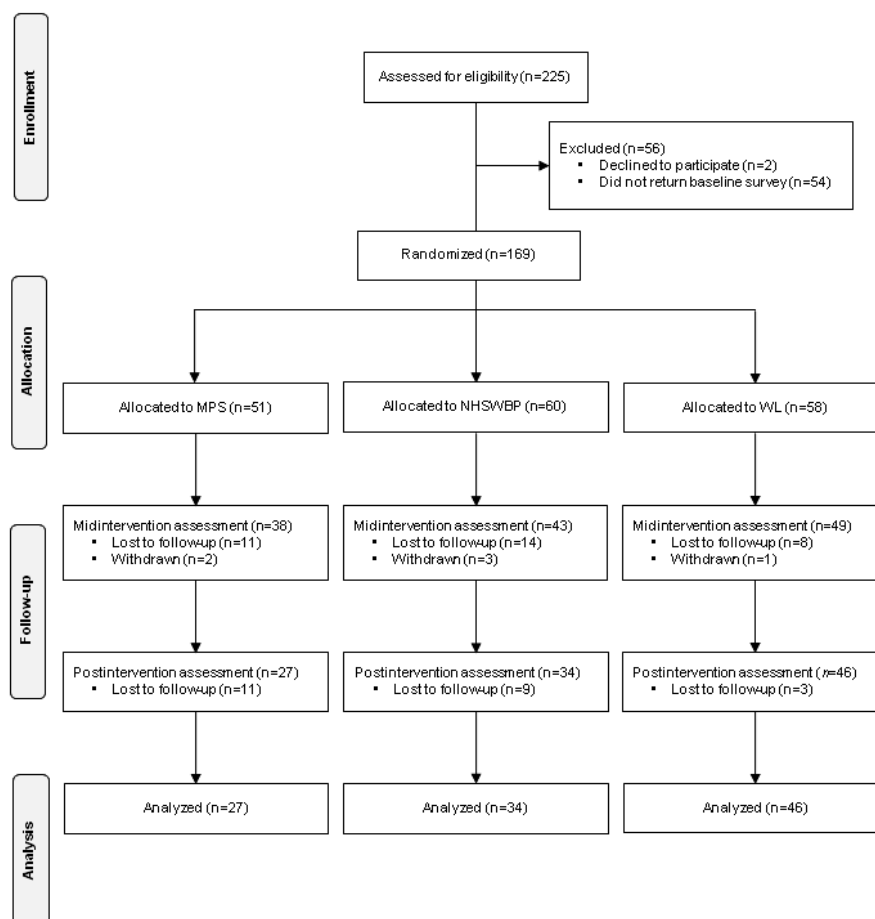 Enrollment
Assessed for eligibility (n=225)
Excluded (n=56)
▪ Declined to participate (n=2)
▪ Did not return baseline survey (n=54)
Randomized (n=169)
Allocation
Allocated to MPS (n=51)
Allocated to NHSWBP (n=60)
Allocated to WL (n=58)
Follow-up
Midintervention assessment (n=38)
▪ Lost to follow-up (n=11)
▪ Withdrawn (n=2)
Midintervention assessment (n=43)
▪ Lost to follow-up (n=14)
▪ Withdrawn (n=3)
Midintervention assessment (n=49)
▪ Lost to follow-up (n=8)
▪ Withdrawn (n=1)
Postintervention assessment (n=27)
▪ Lost to follow-up (n=11)
Postintervention assessment (n=34)
▪ Lost to follow-up (n=9)
Postintervention assessment (n=46)
▪ Lost to follow-up (n=3)
Analysis
Analyzed (n=27)
Analyzed (n=34)
Analyzed (n=46)